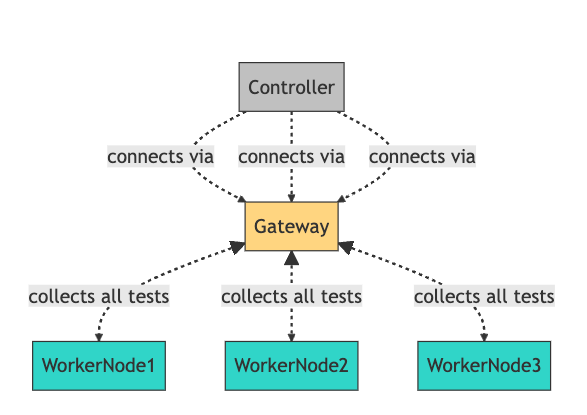 Controller
connects via connects via connects via
Gateway
collects all tests collects all tests collects all tests
WorkerNode1 WorkerNode2 WorkerNode3